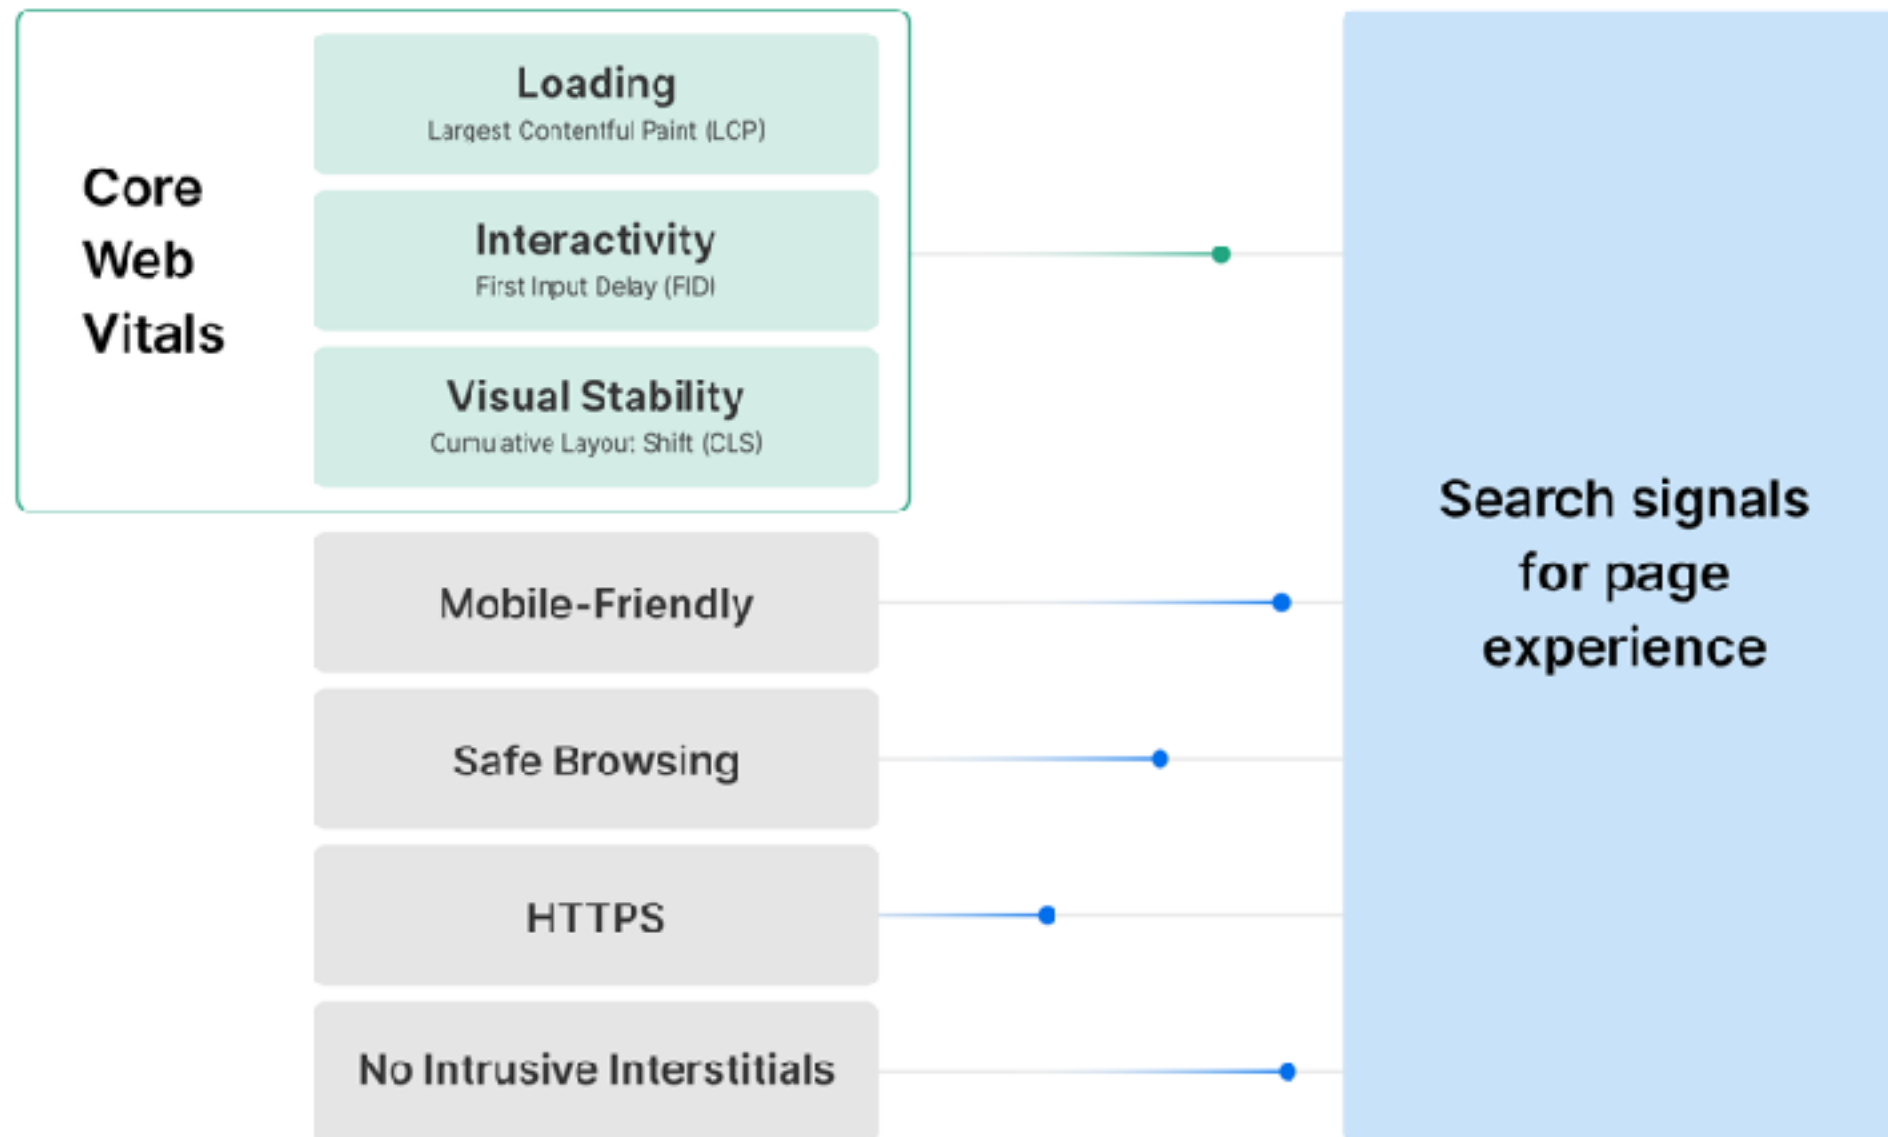 Core
Web
Vitals
Loading
Largest Contentful Paint (LCP)
Interactivity
First Input Delay (FID)
Visual Stability
Cumulative Layout Shift (CLS)
Mobile-Friendly
Safe Browsing
HTTPS
No Intrusive Interstitials
Search signals
for page
experience